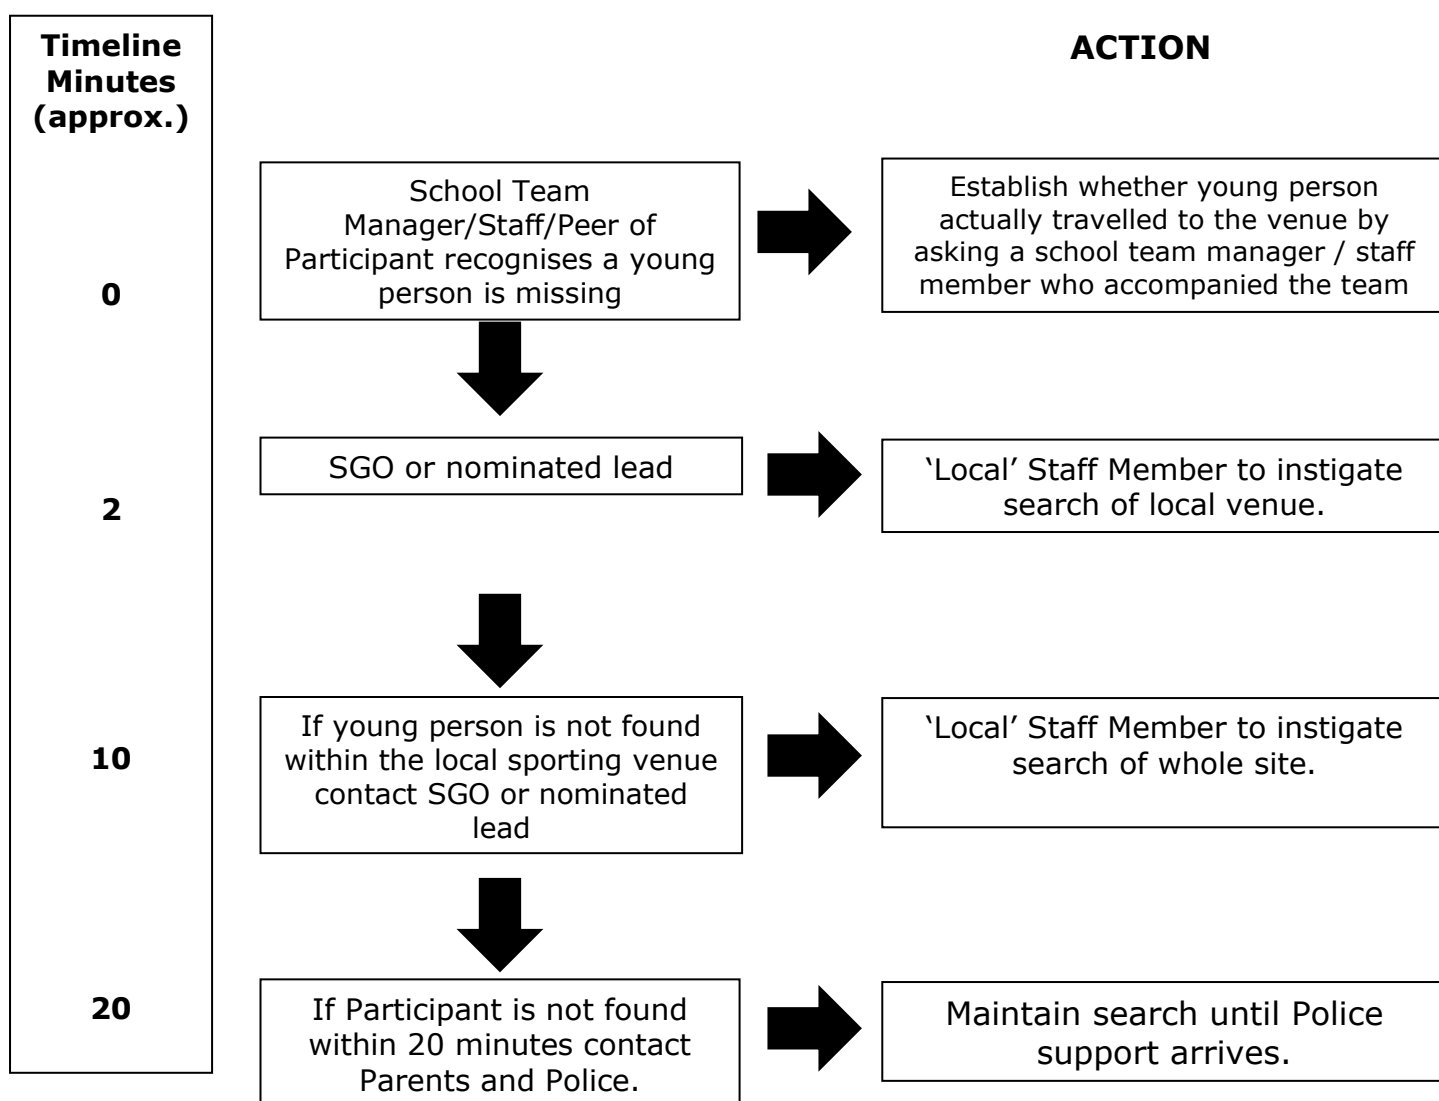 Timeline
Minutes
(approx.)
ACTION
0
School Team
Manager/Staff/Peer of
Participant recognises a young
person is missing
Establish whether young person
actually travelled to the venue by
asking a school team manager / staff
member who accompanied the team
2
SGO or nominated lead
‘Local’ Staff Member to instigate
search of local venue.
10
If young person is not found
within the local sporting venue
contact SGO or nominated
lead
‘Local’ Staff Member to instigate
search of whole site.
20
If Participant is not found
within 20 minutes contact
Parents and Police.
Maintain search until Police
support arrives.